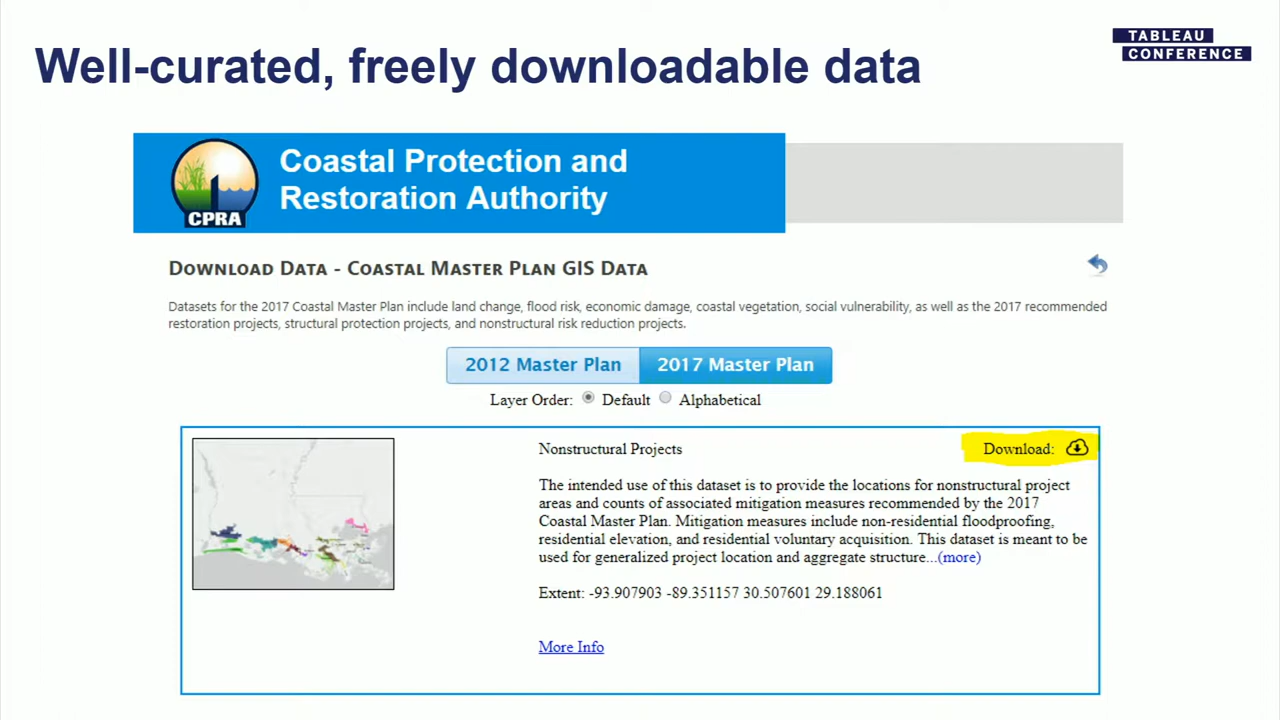 Well-curated, freely downloadable data
TABLEAU
CONFERENCE
Coastal Protection and
Restoration Authority
CPRA
Download Data - Coastal Master Plan GIS Data
Datasets for the 2017 Coastal Master Plan include land change, flood risk, economic damage, coastal vegetation, social vulnerability, as well as the 2017 recommended
restoration projects, structural protection projects, and nonstructural risk reduction projects.
2012 Master Plan
2017 Master Plan
Layer Order: Default Alphabetical
Nonstructural Projects
Download:
The intended use of this dataset is to provide the locations for nonstructural project
areas and counts of associated mitigation measures recommended by the 2017
Coastal Master Plan. Mitigation measures include non-residential floodproofing,
residential elevation, and residential voluntary acquisition. This dataset is meant to be
used for generalized project location and aggregate structure...(more)
Extent: -93.907903 -89.351157 30.507601 29.188061
More Info